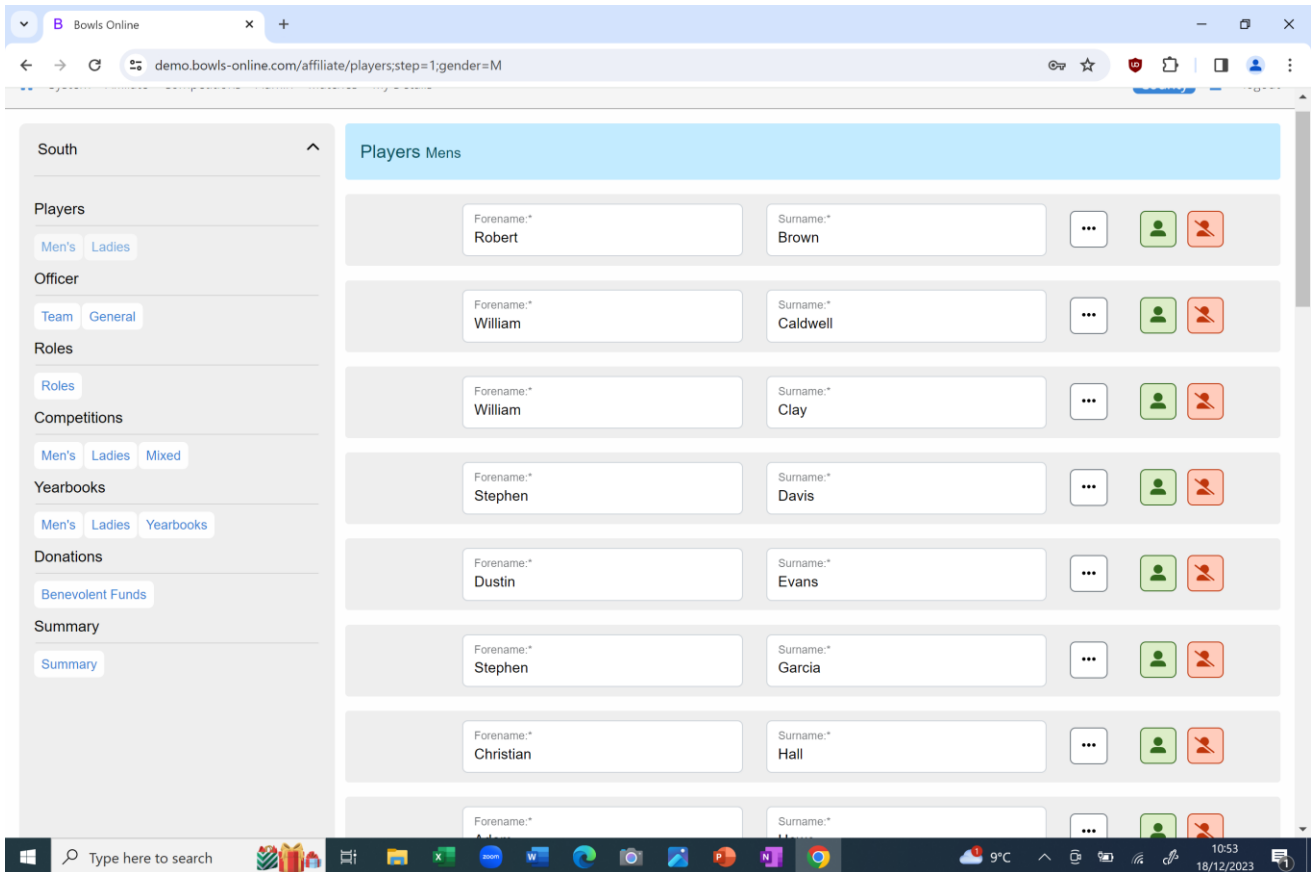 Bowls Online
demo.bowls-online.com/affiliate/players;step=1;gender=M
South
Players Mens
Players
Men's Ladies
Officer
Team General
Roles
Roles
Competitions
Men's Ladies Mixed
Yearbooks
Men's Ladies Yearbooks
Donations
Benevolent Funds
Summary
Summary
Forename:* Surname:*
Robert Brown
Forename:* Surname:*
William Caldwell
Forename:* Surname:*
William Clay
Forename:* Surname:*
Stephen Davis
Forename:* Surname:*
Dustin Evans
Forename:* Surname:*
Stephen Garcia
Forename:* Surname:*
Christian Hall
Forename:* Surname:*
Type here to search
zoom
9°C
10:53
18/12/2023